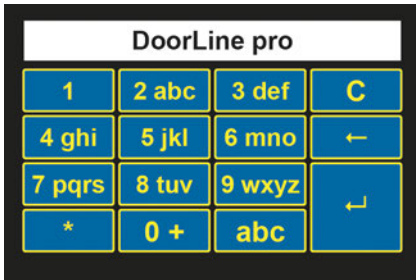 DoorLine pro
1 2 abc 3 def C
4 ghi 5 jkl 6 mno ←
7 pqrs 8 tuv 9 wxyz ↵
* 0 + abc